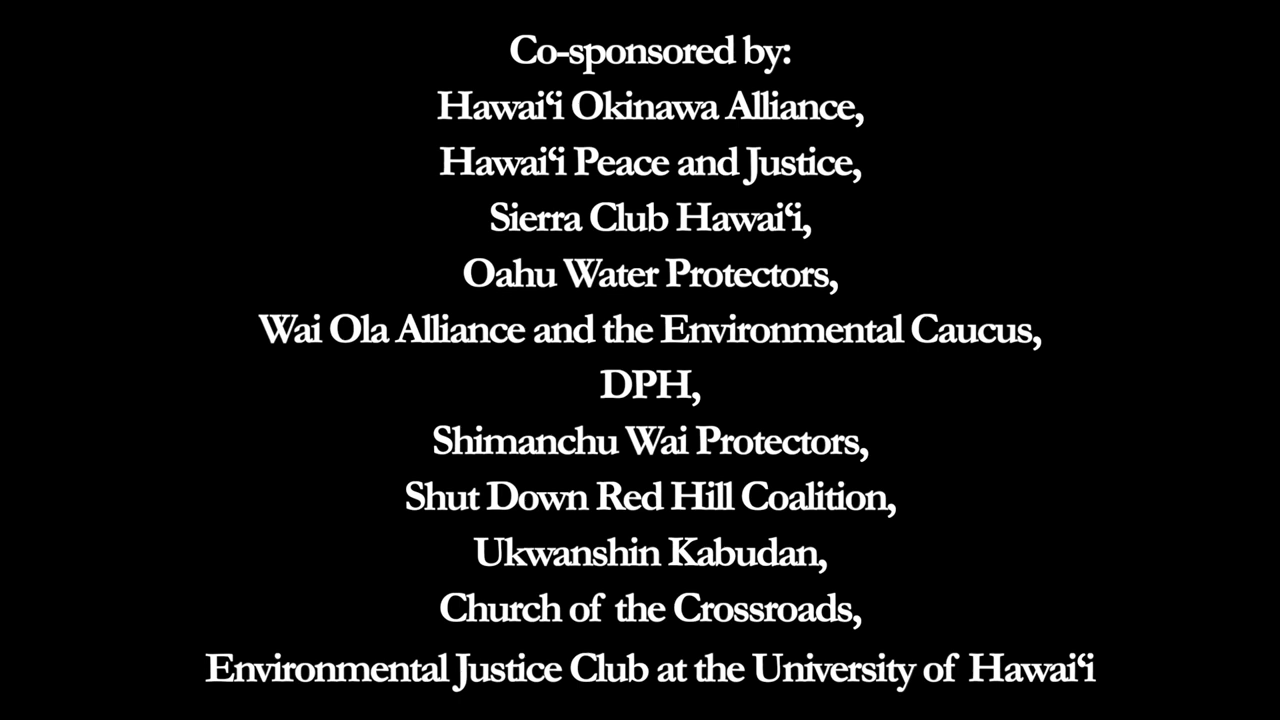 Co-sponsored by:
Hawaiʻi Okinawa Alliance,
Hawaiʻi Peace and Justice,
Sierra Club Hawaiʻi,
Oahu Water Protectors,
Wai Ola Alliance and the Environmental Caucus,
DPH,
Shimanchu Wai Protectors,
Shut Down Red Hill Coalition,
Ukwanshin Kabudan,
Church of the Crossroads,
Environmental Justice Club at the University of Hawaiʻi